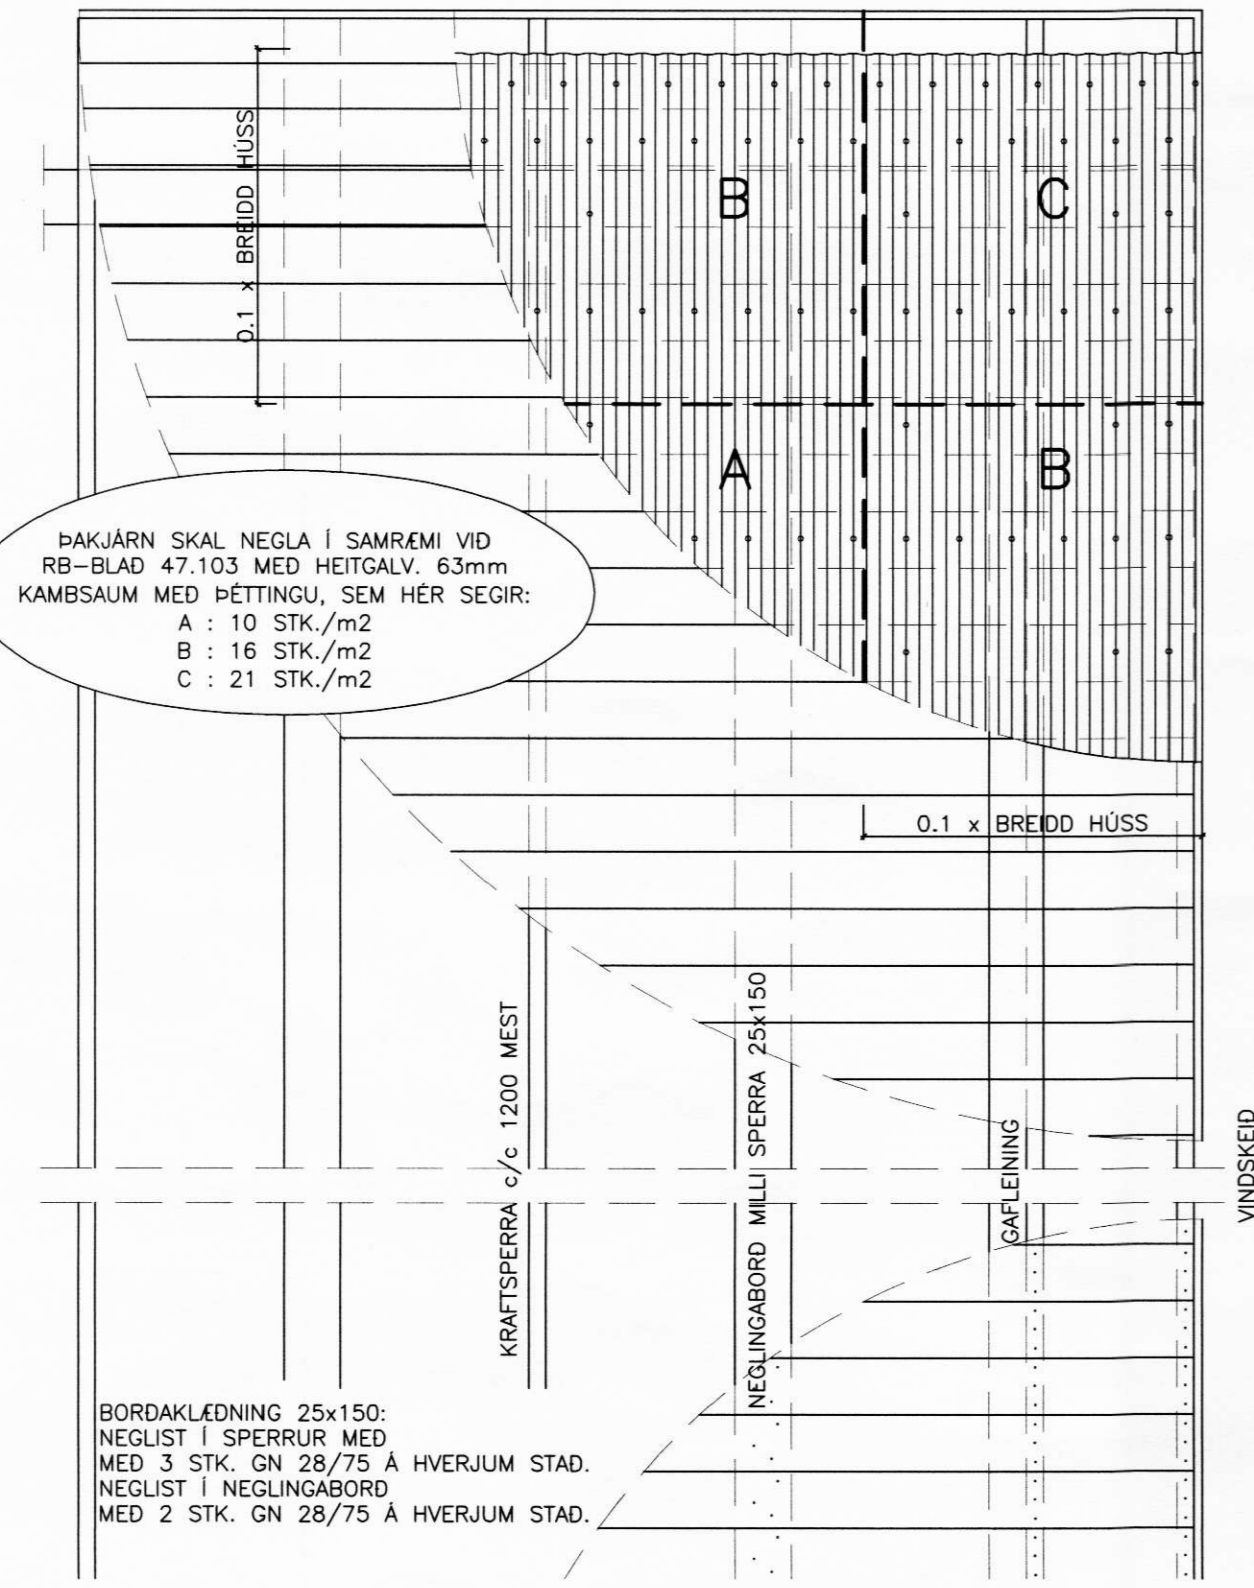 0.1 x BREIDD HÚSS
B
C
A
B
ÞAKJÁRN SKAL NEGLA Í SAMRÆMI VIÐ
RB-BLAÐ 47.103 MEÐ HEITGALV. 63mm
KAMBSAUM MEÐ ÞÉTTINGU, SEM HÉR SEGIR:
A : 10 STK./m2
B : 16 STK./m2
C : 21 STK./m2
0.1 x BREIDD HÚSS
KRAFTSPERRA c/c 1200 MEST
NEGLINGABORÐ MILLI SPERRA 25x150
GAFLEINING
VINDSKEIÐ
BORÐAKLÆÐNING 25x150:
NEGLIST Í SPERRUR MEÐ
MEÐ 3 STK. GN 28/75 Á HVERJUM STAÐ.
NEGLIST Í NEGLINGABORÐ
MEÐ 2 STK. GN 28/75 Á HVERJUM STAÐ.